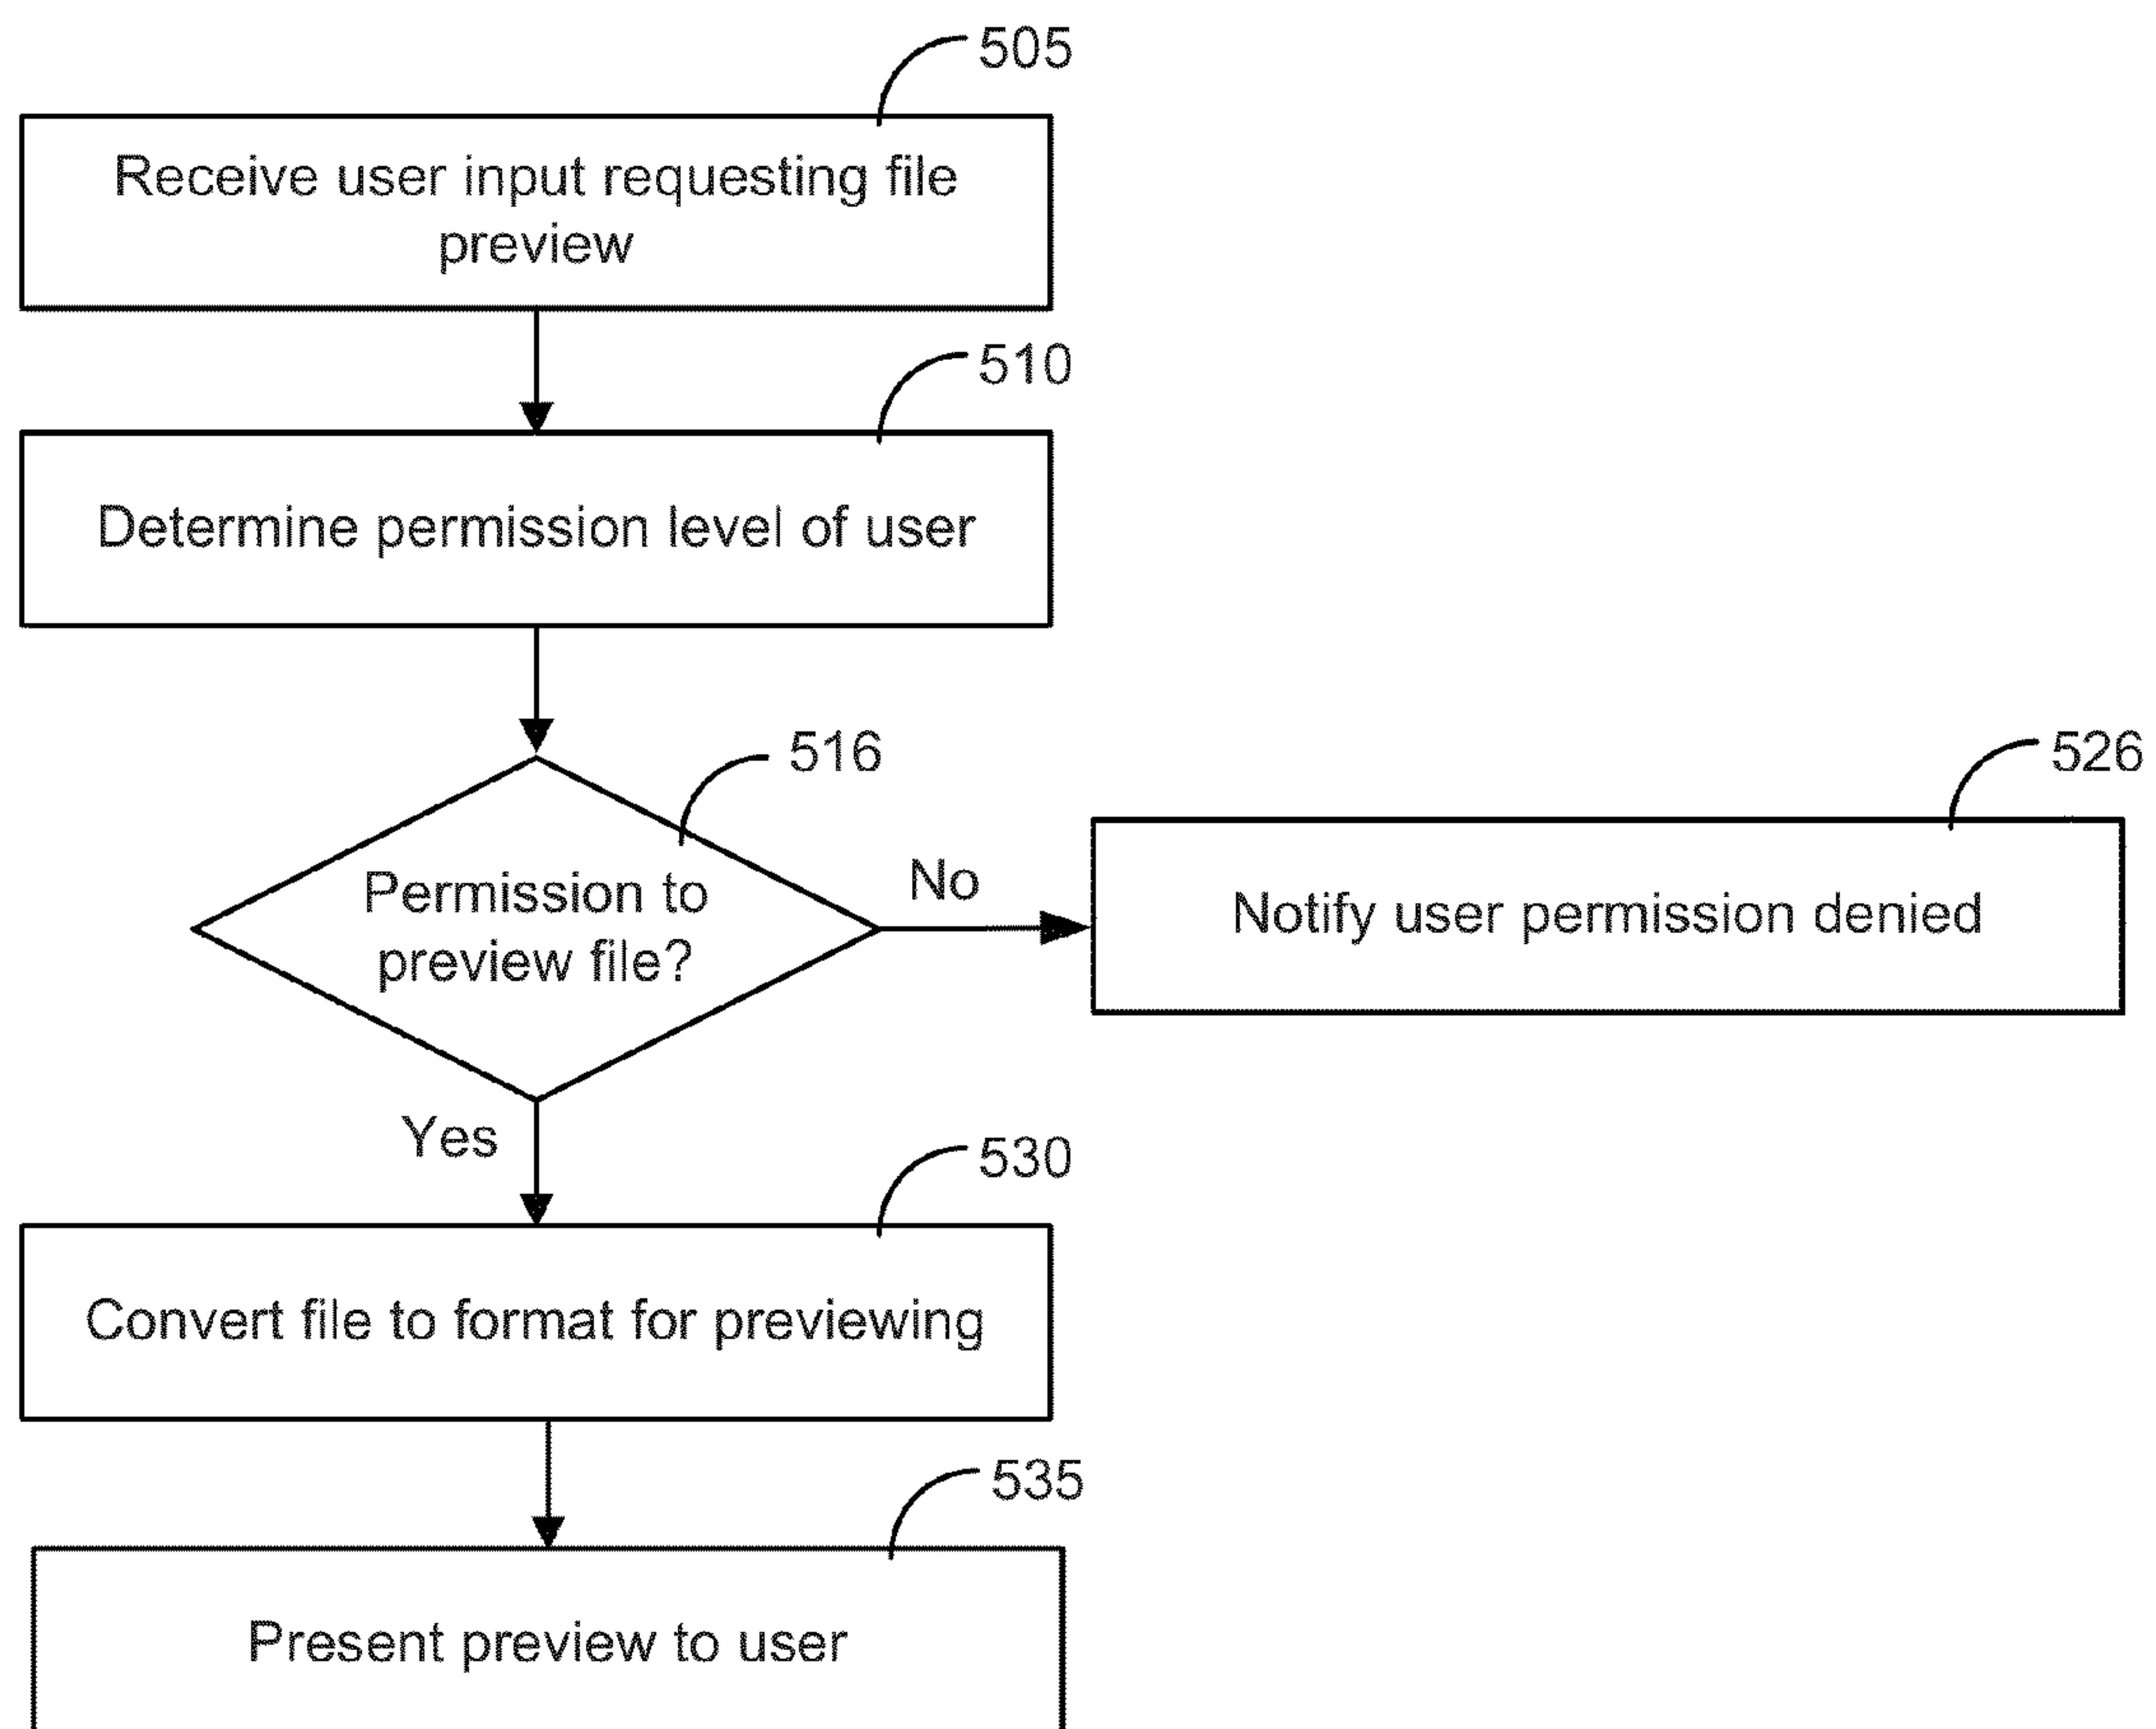 505
Receive user input requesting file
preview
510
Determine permission level of user
516
Permission to
preview file?
No
526
Notify user permission denied
Yes
530
Convert file to format for previewing
535
Present preview to user